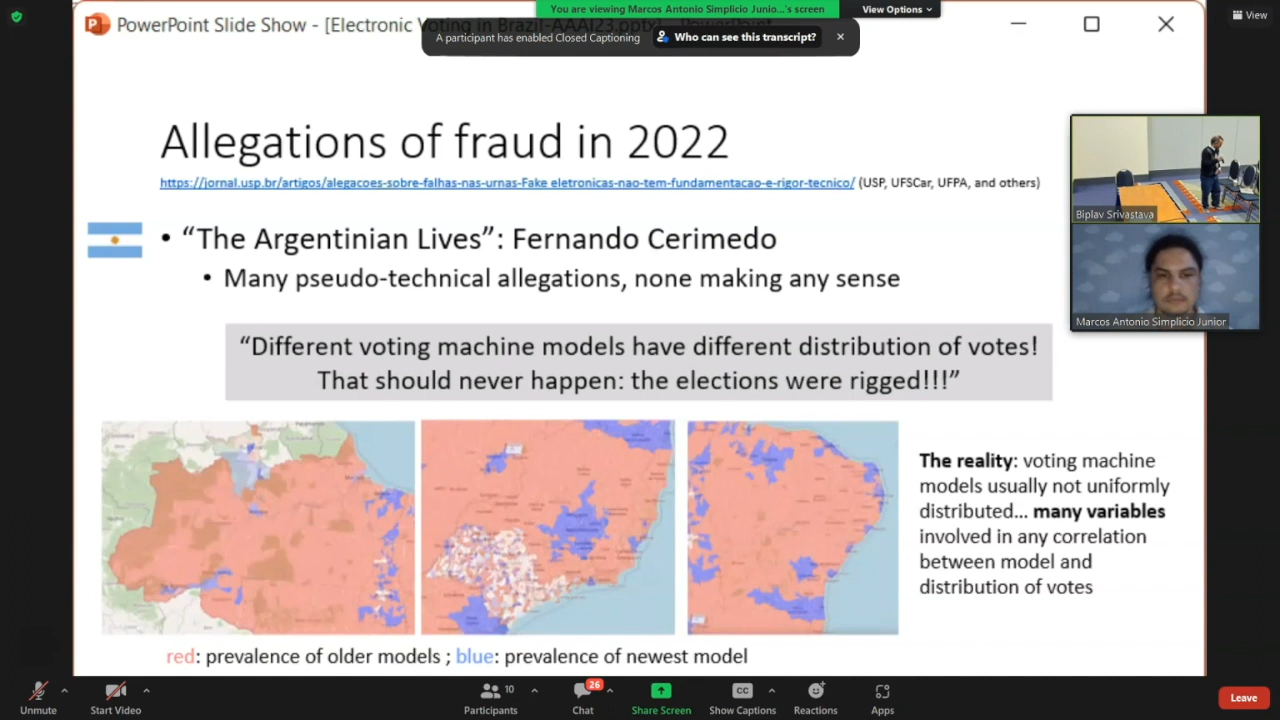 You are viewing Marcos Antonio Simplicio Junio...'s screen
View Options
PowerPoint Slide Show - [Electronic Voting in Brazil-AAAI23.pptx] - PowerPoint
View
A participant has enabled Closed Captioning
Who can see this transcript?
Allegations of fraud in 2022
https://jornal.usp.br/artigos/alegacoes-sobre-falhas-nas-urnas-Fake eletronicas-nao-tem-fundamentacao-e-rigor-tecnico/ (USP, UFSCar, UFPA, and others)
Biplav Srivastava
• “The Argentinian Lives”: Fernando Cerimedo
• Many pseudo-technical allegations, none making any sense
Marcos Antonio Simplicio Junior
“Different voting machine models have different distribution of votes!
That should never happen: the elections were rigged!!!”
The reality: voting machine
models usually not uniformly
distributed... many variables
involved in any correlation
between model and
distribution of votes
red: prevalence of older models ; blue: prevalence of newest model
Unmute
Start Video
Participants
10
Chat
26
Share Screen
CC
Show Captions
Reactions
Apps
Leave